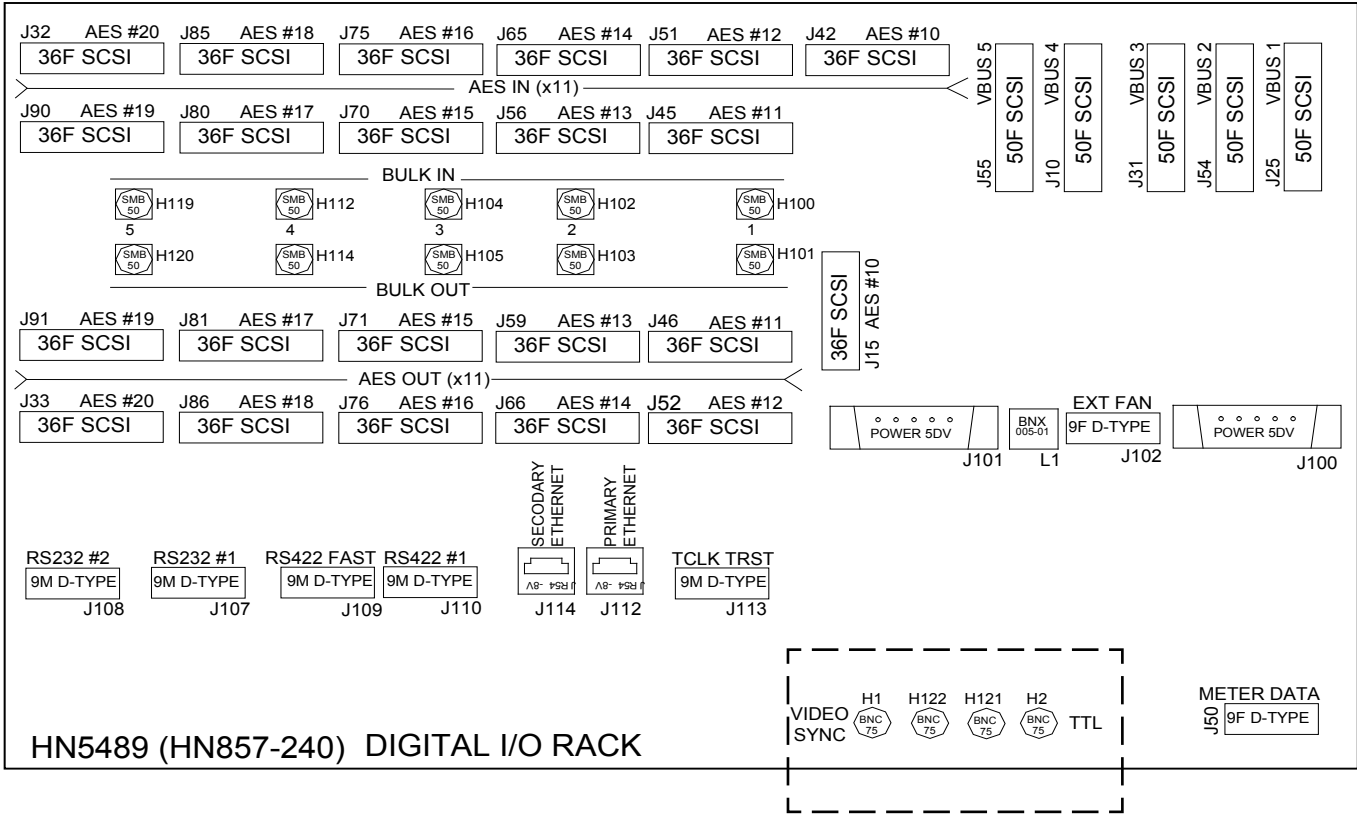 J32 AES #20 J85 AES #18 J75 AES #16 J65 AES #14 J51 AES #12 J42 AES #10
36F SCSI 36F SCSI 36F SCSI 36F SCSI 36F SCSI 36F SCSI
AES IN (x11)
J90 AES #19 J80 AES #17 J70 AES #15 J56 AES #13 J45 AES #11
36F SCSI 36F SCSI 36F SCSI 36F SCSI 36F SCSI
J55 VBUS 5
50F SCSI
J10 VBUS 4
50F SCSI
J31 VBUS 3
50F SCSI
J54 VBUS 2
50F SCSI
J25 VBUS 1
50F SCSI
BULK IN
SMB 50 H119 SMB 50 H112 SMB 50 H104 SMB 50 H102 SMB 50 H100
5 4 3 2 1
SMB 50 H120 SMB 50 H114 SMB 50 H105 SMB 50 H103 SMB 50 H101
BULK OUT
36F SCSI
J15 AES #10
J91 AES #19 J81 AES #17 J71 AES #15 J59 AES #13 J46 AES #11
36F SCSI 36F SCSI 36F SCSI 36F SCSI 36F SCSI
AES OUT (x11)
J33 AES #20 J86 AES #18 J76 AES #16 J66 AES #14 J52 AES #12
36F SCSI 36F SCSI 36F SCSI 36F SCSI 36F SCSI
EXT FAN
POWER 5DV BNX 005-01 9F D-TYPE POWER 5DV
J101 L1 J102 J100
SECODARY
ETHERNET
PRIMARY
ETHERNET
RS232 #2 RS232 #1 RS422 FAST RS422 #1 TCLK TRST
9M D-TYPE 9M D-TYPE 9M D-TYPE 9M D-TYPE JR54 -8V JR54 -8V 9M D-TYPE
J108 J107 J109 J110 J114 J112 J113
H1 H122 H121 H2
VIDEO
SYNC
BNC 75 BNC 75 BNC 75 BNC 75 TTL
METER DATA
J50 9F D-TYPE
HN5489 (HN857-240) DIGITAL I/O RACK